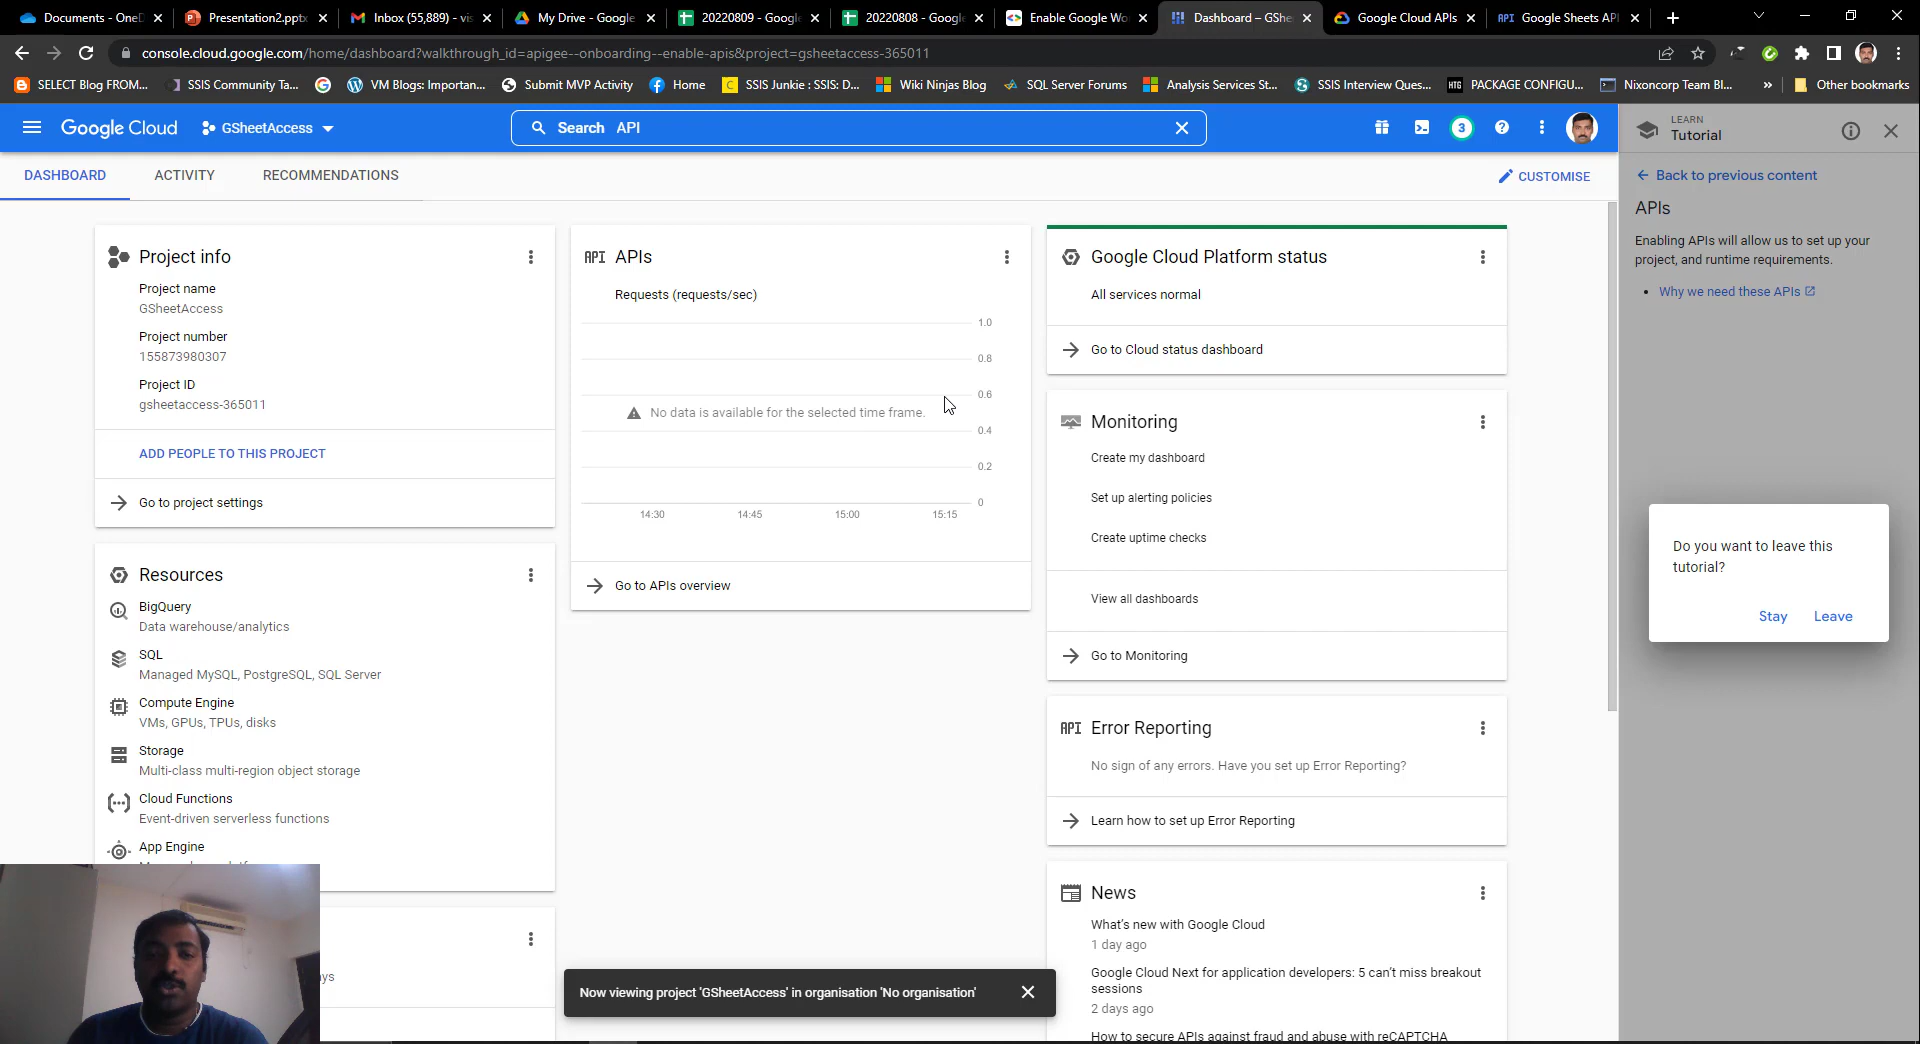 Documents - OneD
Presentation2.pptx
Inbox (55,889) - vis
My Drive - Google
20220809 - Google
20220808 - Google
Enable Google Wo
Dashboard – GShe
Google Cloud APIs
API Google Sheets API
console.cloud.google.com/home/dashboard?walkthrough_id=apigee--onboarding--enable-apis&project=gsheetaccess-365011
SELECT Blog FROM...
SSIS Community Ta...
VM Blogs: Importan...
Submit MVP Activity
Home
SSIS Junkie : SSIS: D...
Wiki Ninjas Blog
SQL Server Forums
Analysis Services St...
SSIS Interview Ques...
HTG PACKAGE CONFIGU...
Nixoncorp Team Bl...
»
Other bookmarks
Google Cloud
GSheetAccess
Search API
3
LEARN
Tutorial
DASHBOARD
ACTIVITY
RECOMMENDATIONS
CUSTOMISE
Back to previous content
APIs
Enabling APIs will allow us to set up your
project, and runtime requirements.
• Why we need these APIs
Project info
Project name
GSheetAccess
Project number
155873980307
Project ID
gsheetaccess-365011
ADD PEOPLE TO THIS PROJECT
Go to project settings
Resources
BigQuery
Data warehouse/analytics
SQL
Managed MySQL, PostgreSQL, SQL Server
Compute Engine
VMs, GPUs, TPUs, disks
Storage
Multi-class multi-region object storage
Cloud Functions
Event-driven serverless functions
App Engine
API APIs
Requests (requests/sec)
1.0
0.8
0.6
No data is available for the selected time frame.
0.4
0.2
0
14:30
14:45
15:00
15:15
Go to APIs overview
Google Cloud Platform status
All services normal
Go to Cloud status dashboard
Monitoring
Create my dashboard
Set up alerting policies
Create uptime checks
View all dashboards
Go to Monitoring
API Error Reporting
No sign of any errors. Have you set up Error Reporting?
Learn how to set up Error Reporting
News
What's new with Google Cloud
1 day ago
Google Cloud Next for application developers: 5 can't miss breakout
sessions
2 days ago
How to secure APIs against fraud and abuse with reCAPTCHA
Do you want to leave this
tutorial?
Stay
Leave
ys
Now viewing project 'GSheetAccess' in organisation 'No organisation'